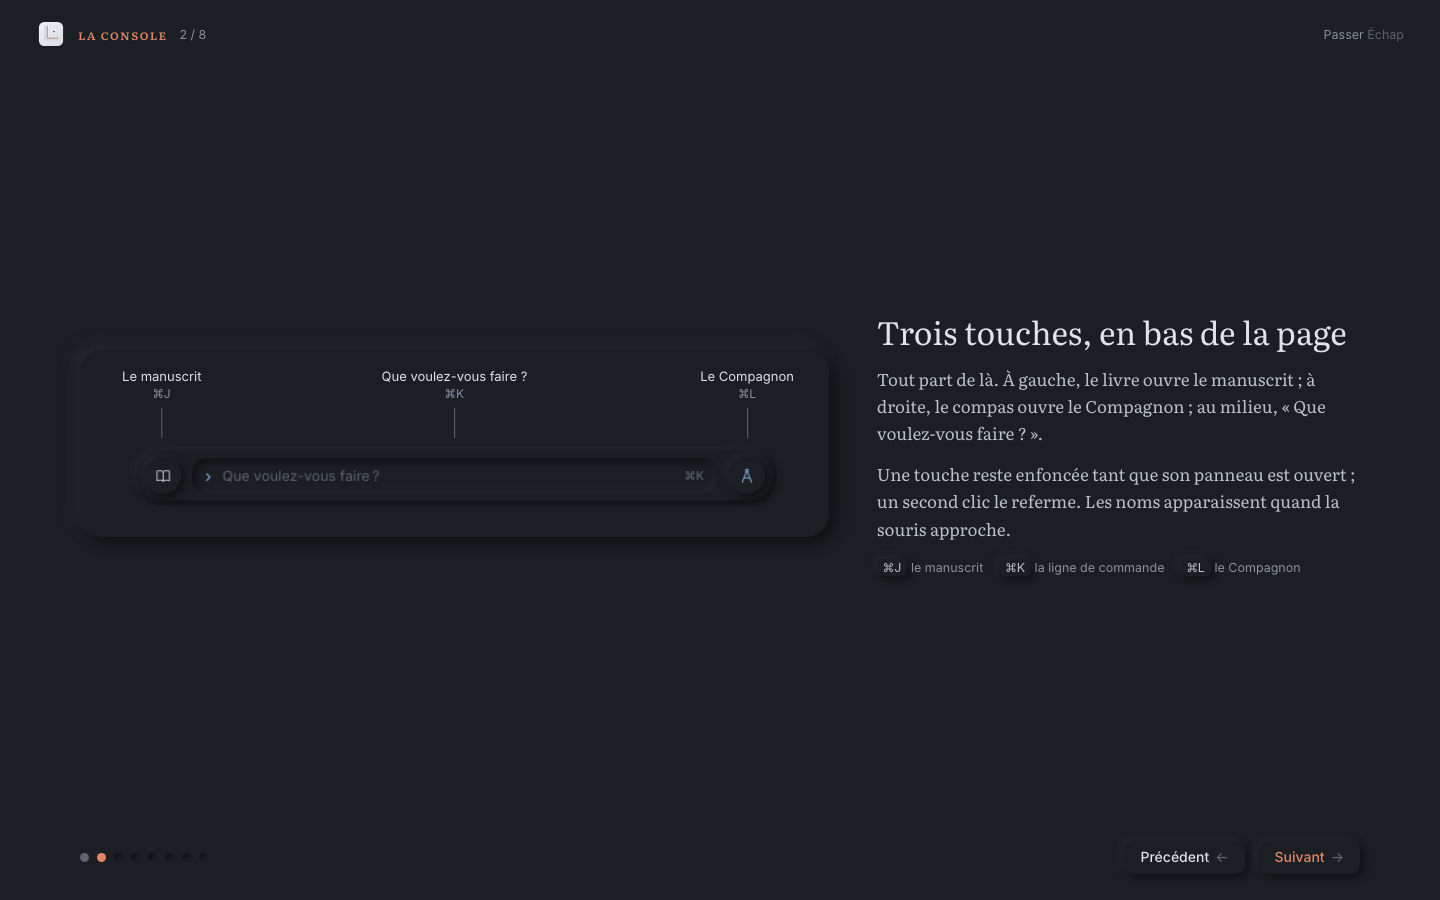 LA CONSOLE 2 / 8
Passer Échap
Le manuscrit
⌘J
Que voulez-vous faire ?
⌘K
Le Compagnon
⌘L
› Que voulez-vous faire ? ⌘K
Trois touches, en bas de la page
Tout part de là. À gauche, le livre ouvre le manuscrit ; à
droite, le compas ouvre le Compagnon ; au milieu, « Que
voulez-vous faire ? ».
Une touche reste enfoncée tant que son panneau est ouvert ;
un second clic le referme. Les noms apparaissent quand la
souris approche.
⌘J le manuscrit ⌘K la ligne de commande ⌘L le Compagnon
Précédent ←
Suivant →